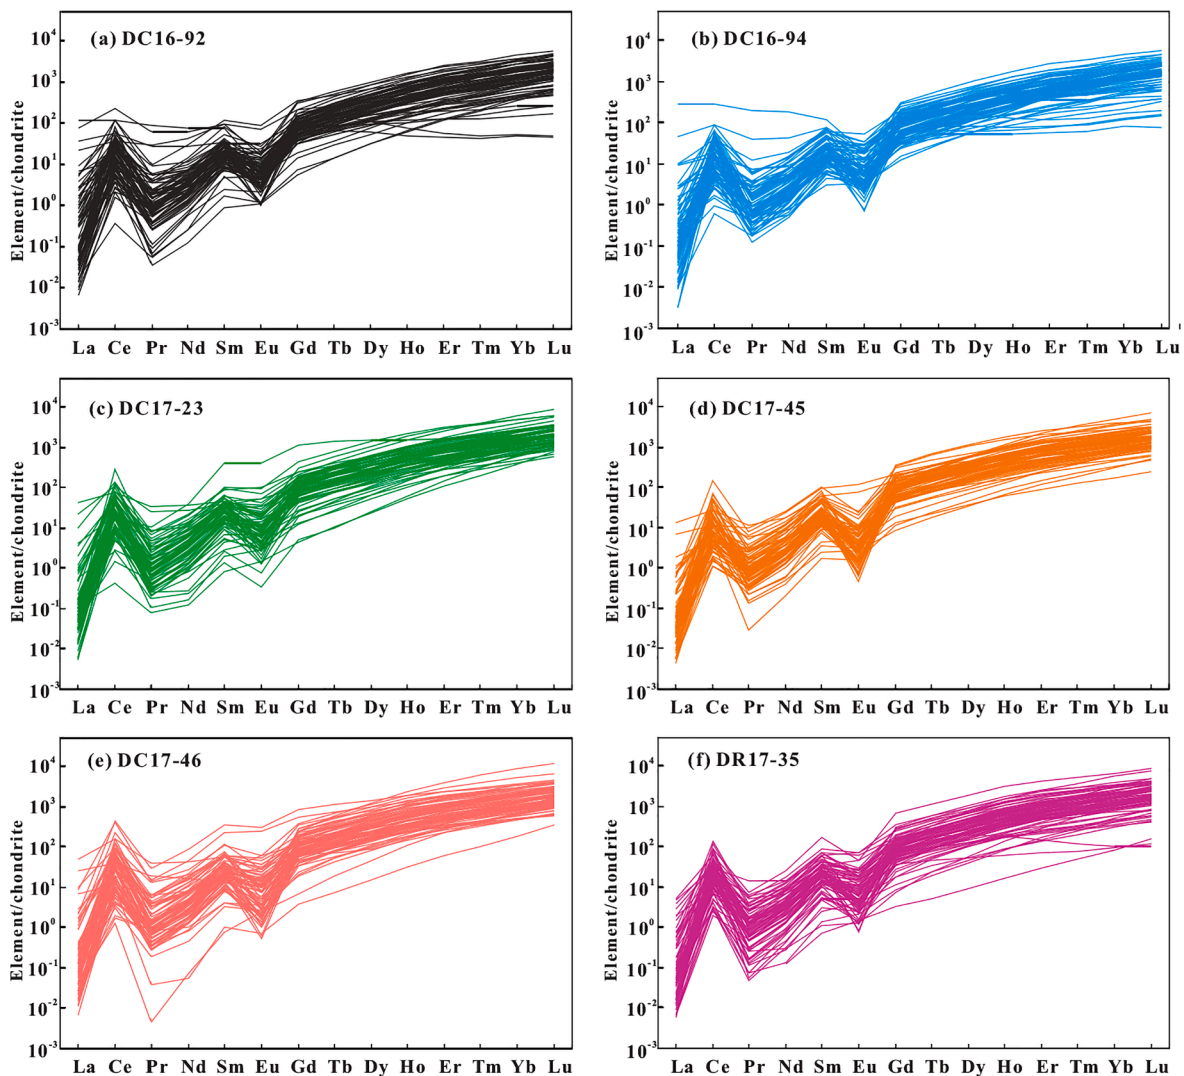 (a) DC16-92
Element/chondrite
10^4
10^3
10^2
10^1
10^0
10^-1
10^-2
10^-3
La Ce Pr Nd Sm Eu Gd Tb Dy Ho Er Tm Yb Lu
(b) DC16-94
Element/chondrite
10^4
10^3
10^2
10^1
10^0
10^-1
10^-2
10^-3
La Ce Pr Nd Sm Eu Gd Tb Dy Ho Er Tm Yb Lu
(c) DC17-23
Element/chondrite
10^4
10^3
10^2
10^1
10^0
10^-1
10^-2
10^-3
La Ce Pr Nd Sm Eu Gd Tb Dy Ho Er Tm Yb Lu
(d) DC17-45
Element/chondrite
10^4
10^3
10^2
10^1
10^0
10^-1
10^-2
10^-3
La Ce Pr Nd Sm Eu Gd Tb Dy Ho Er Tm Yb Lu
(e) DC17-46
Element/chondrite
10^4
10^3
10^2
10^1
10^0
10^-1
10^-2
10^-3
La Ce Pr Nd Sm Eu Gd Tb Dy Ho Er Tm Yb Lu
(f) DR17-35
Element/chondrite
10^4
10^3
10^2
10^1
10^0
10^-1
10^-2
10^-3
La Ce Pr Nd Sm Eu Gd Tb Dy Ho Er Tm Yb Lu